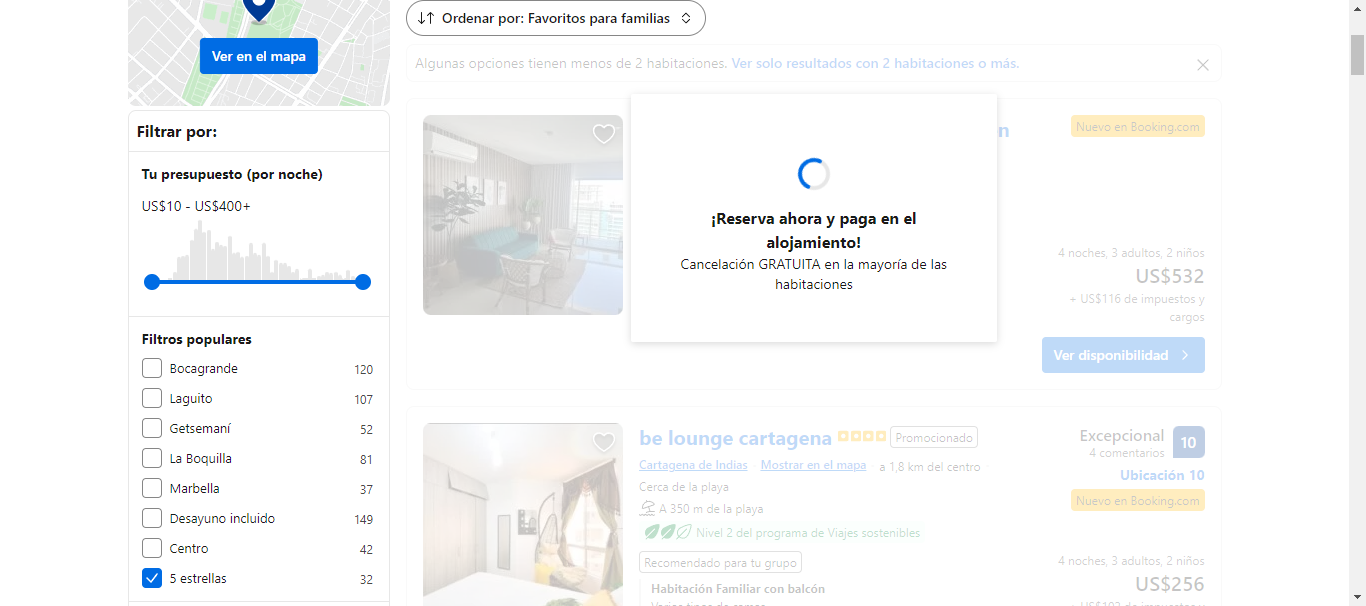 Ver en el mapa
Filtrar por:
Tu presupuesto (por noche)
US$10 - US$400+
Filtros populares
Bocagrande 120
Laguito 107
Getsemaní 52
La Boquilla 81
Marbella 37
Desayuno incluido 149
Centro 42
5 estrellas 32
Ordenar por: Favoritos para familias
Algunas opciones tienen menos de 2 habitaciones. Ver solo resultados con 2 habitaciones o más.
¡Reserva ahora y paga en el
alojamiento!
Cancelación GRATUITA en la mayoría de las
habitaciones
n
Nuevo en Booking.com
4 noches, 3 adultos, 2 niños
US$532
+ US$116 de impuestos y
cargos
Ver disponibilidad
be lounge cartagena Promocionado
Cartagena de Indias Mostrar en el mapa a 1,8 km del centro
Cerca de la playa
A 350 m de la playa
Nivel 2 del programa de Viajes sostenibles
Recomendado para tu grupo
Habitación Familiar con balcón
Excepcional 10
4 comentarios
Ubicación 10
Nuevo en Booking.com
4 noches, 3 adultos, 2 niños
US$256